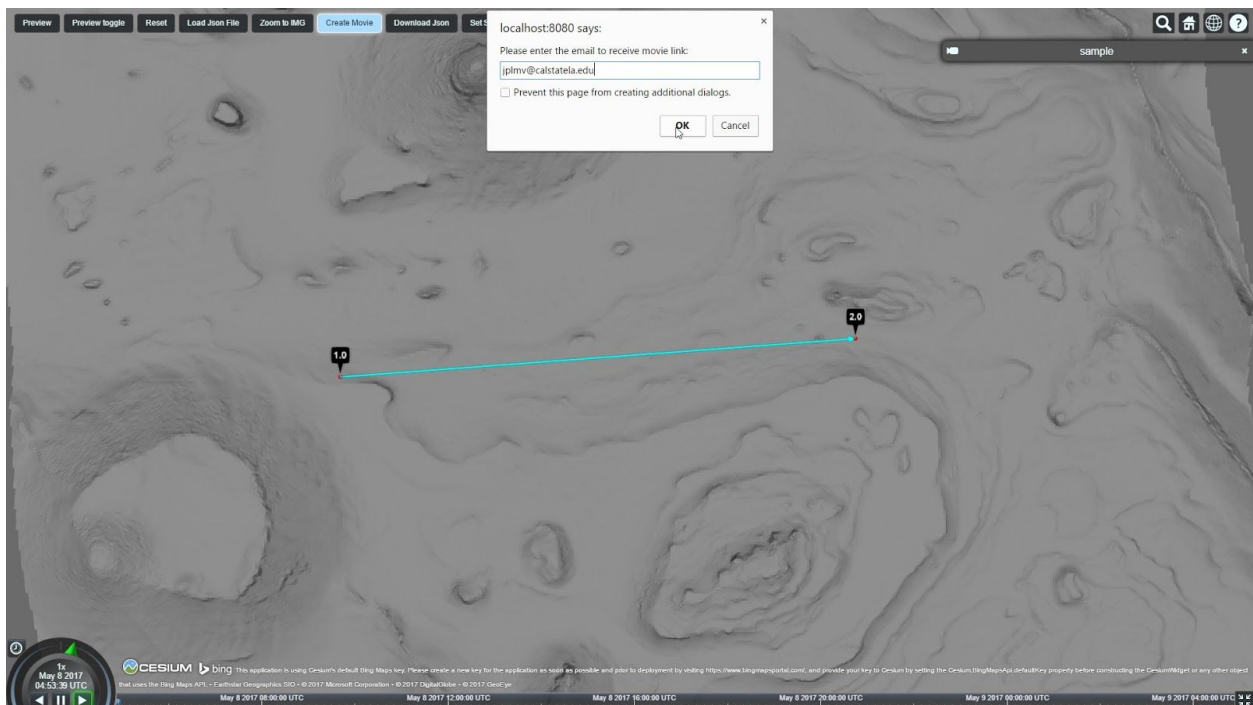 Preview Preview toggle Reset Load Json File Zoom to IMG Create Movie Download Json Set S
localhost:8080 says: ×
Please enter the email to receive movie link:
jplmv@calstatela.edu
Prevent this page from creating additional dialogs.
OK Cancel
?
sample ×
2.0
1.0
CESIUM bing This application is using Cesium's default Bing Maps key. Please create a new key for the application as soon as possible and prior to deployment by visiting https://www.bingmapsportal.com/, and provide your key to Cesium by setting the Cesium.BingMapsApi.defaultKey property before constructing the CesiumWidget or any other object
that uses the Bing Maps API. • Earthstar Geographics SIO • © 2017 Microsoft Corporation • © 2017 DigitalGlobe • © 2017 GeoEye
1x
May 8 2017
04:53:39 UTC
May 8 2017 08:00:00 UTC May 8 2017 12:00:00 UTC May 8 2017 16:00:00 UTC May 8 2017 20:00:00 UTC May 9 2017 00:00:00 UTC May 9 2017 04:00:00 UTC